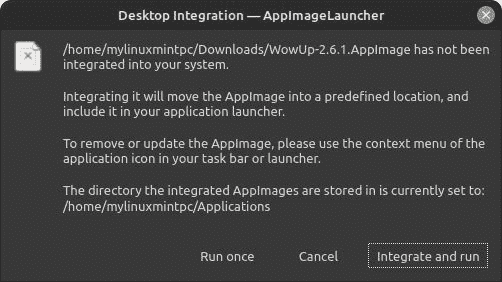 Desktop Integration — AppImageLauncher
/home/mylinuxmintpc/Downloads/WowUp-2.6.1.AppImage has not been
integrated into your system.
Integrating it will move the AppImage into a predefined location, and
include it in your application launcher.
To remove or update the AppImage, please use the context menu of the
application icon in your task bar or launcher.
The directory the integrated AppImages are stored in is currently set to:
/home/mylinuxmintpc/Applications
Run once
Cancel
Integrate and run